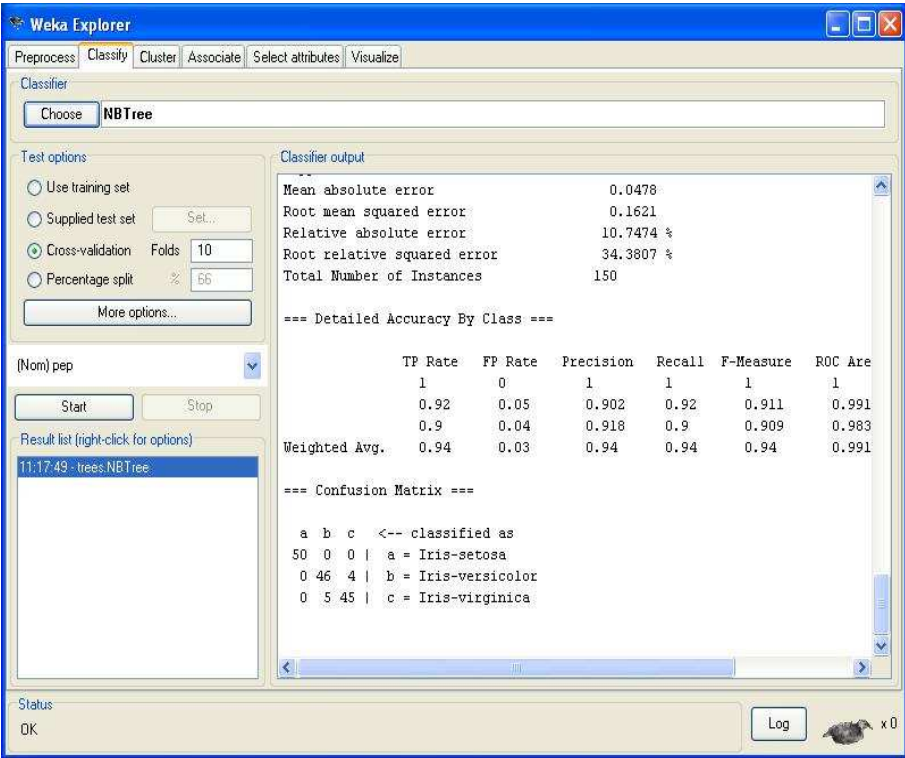 Weka Explorer
Preprocess Classify Cluster Associate Select attributes Visualize
Classifier
Choose NBTree
Test options
Use training set
Supplied test set Set...
Cross-validation Folds 10
Percentage split % 66
More options...
(Nom) pep
Start Stop
Result list (right-click for options)
11:17:49 - trees.NBTree
Classifier output
Mean absolute error 0.0478
Root mean squared error 0.1621
Relative absolute error 10.7474 %
Root relative squared error 34.3807 %
Total Number of Instances 150
=== Detailed Accuracy By Class ===
TP Rate FP Rate Precision Recall F-Measure ROC Are
1 0 1 1 1 1
0.92 0.05 0.902 0.92 0.911 0.991
0.9 0.04 0.918 0.9 0.909 0.983
Weighted Avg. 0.94 0.03 0.94 0.94 0.94 0.991
=== Confusion Matrix ===
a b c <-- classified as
50 0 0 | a = Iris-setosa
0 46 4 | b = Iris-versicolor
0 5 45 | c = Iris-virginica
Status
OK
Log x 0